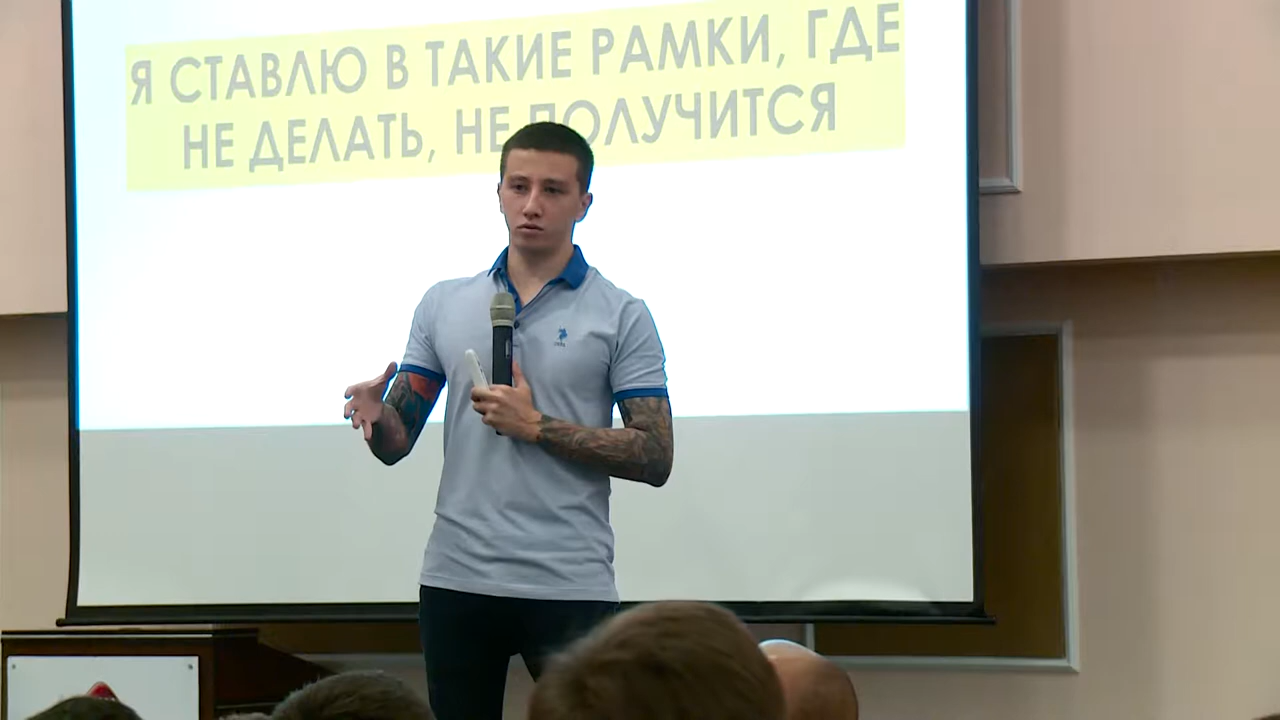 Я СТАВЛЮ В ТАКИЕ РАМКИ, ГДЕ
НЕ ДЕЛАТЬ, НЕ ПОЛУЧИТСЯ